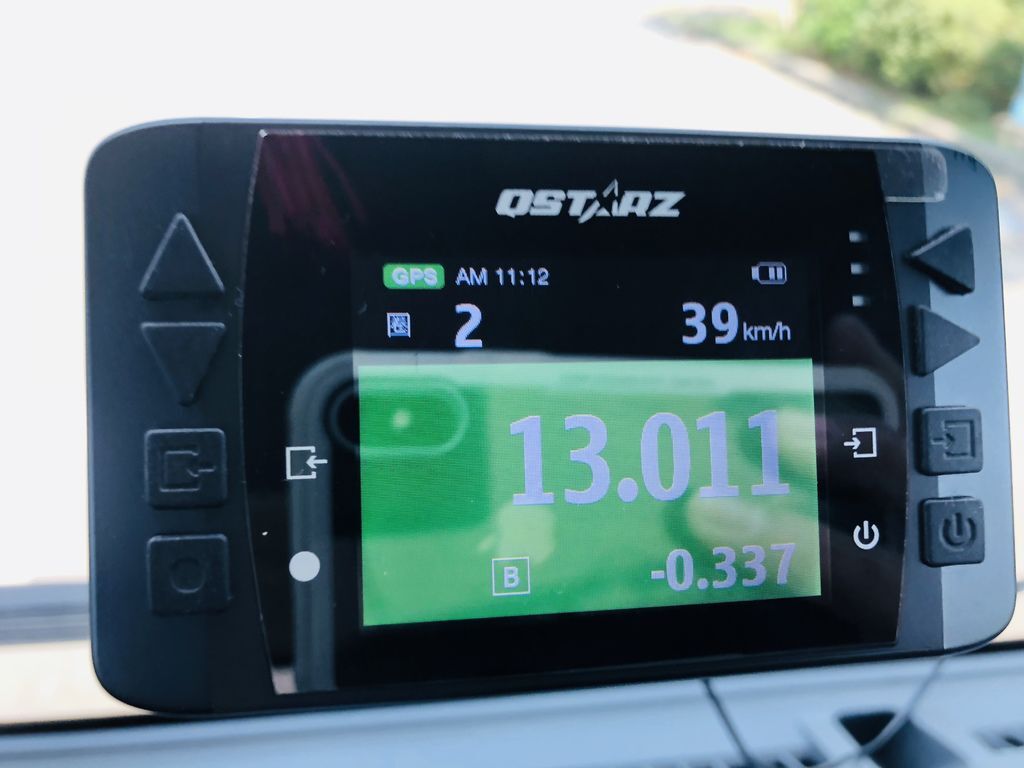 QSTARZ
GPS AM 11:12
2 39 km/h
13.011
B -0.337